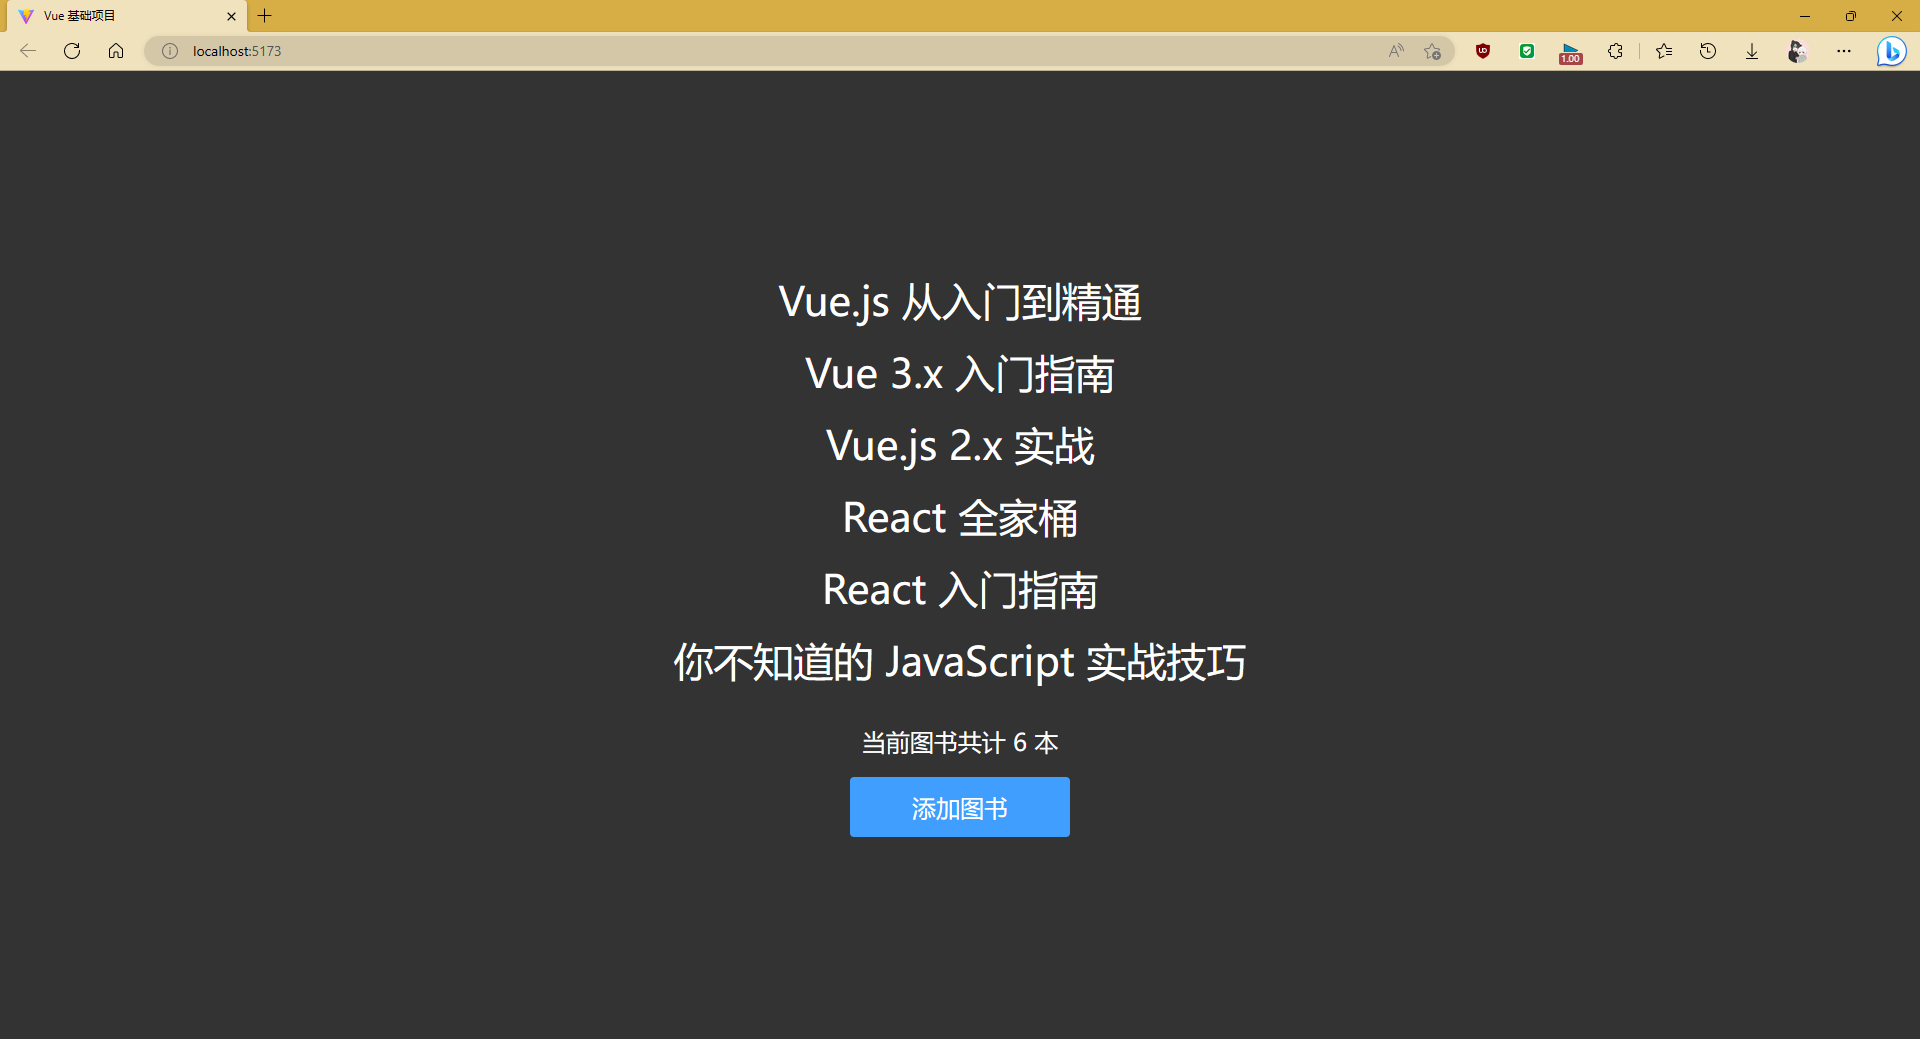 Vue 基础项目
localhost:5173
1.00
Vue.js 从入门到精通
Vue 3.x 入门指南
Vue.js 2.x 实战
React 全家桶
React 入门指南
你不知道的 JavaScript 实战技巧
当前图书共计 6 本
添加图书